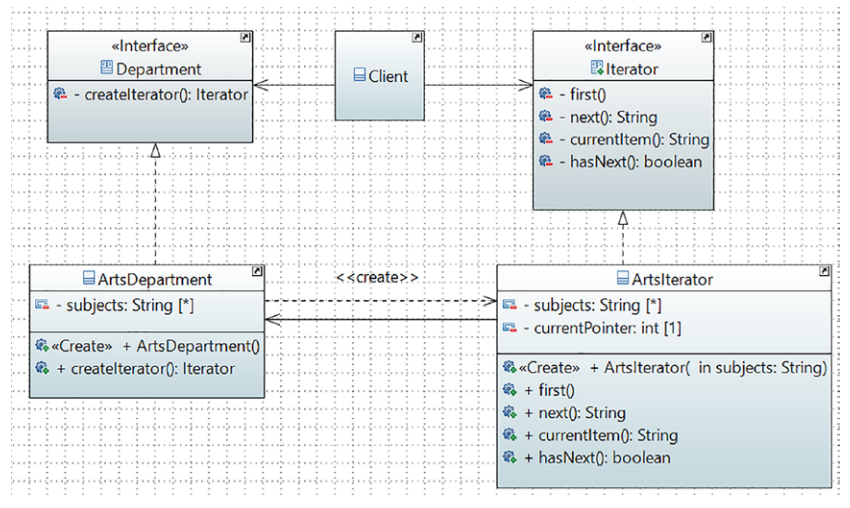 «Interface»
Department
- createIterator(): Iterator
Client
«Interface»
Iterator
- first()
- next(): String
- currentItem(): String
- hasNext(): boolean
ArtsDepartment
- subjects: String [*]
«Create» + ArtsDepartment()
+ createIterator(): Iterator
<<create>>
ArtsIterator
- subjects: String [*]
- currentPointer: int [1]
«Create» + ArtsIterator( in subjects: String)
+ first()
+ next(): String
+ currentItem(): String
+ hasNext(): boolean